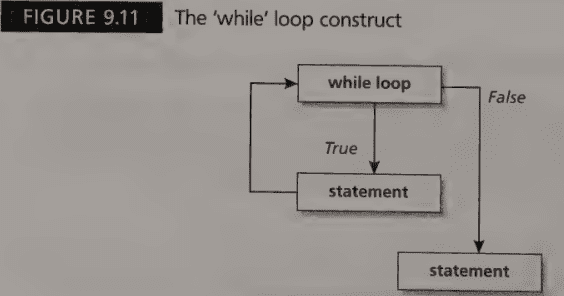 FIGURE 9.11 The 'while' loop construct
while loop
False
True
statement
statement